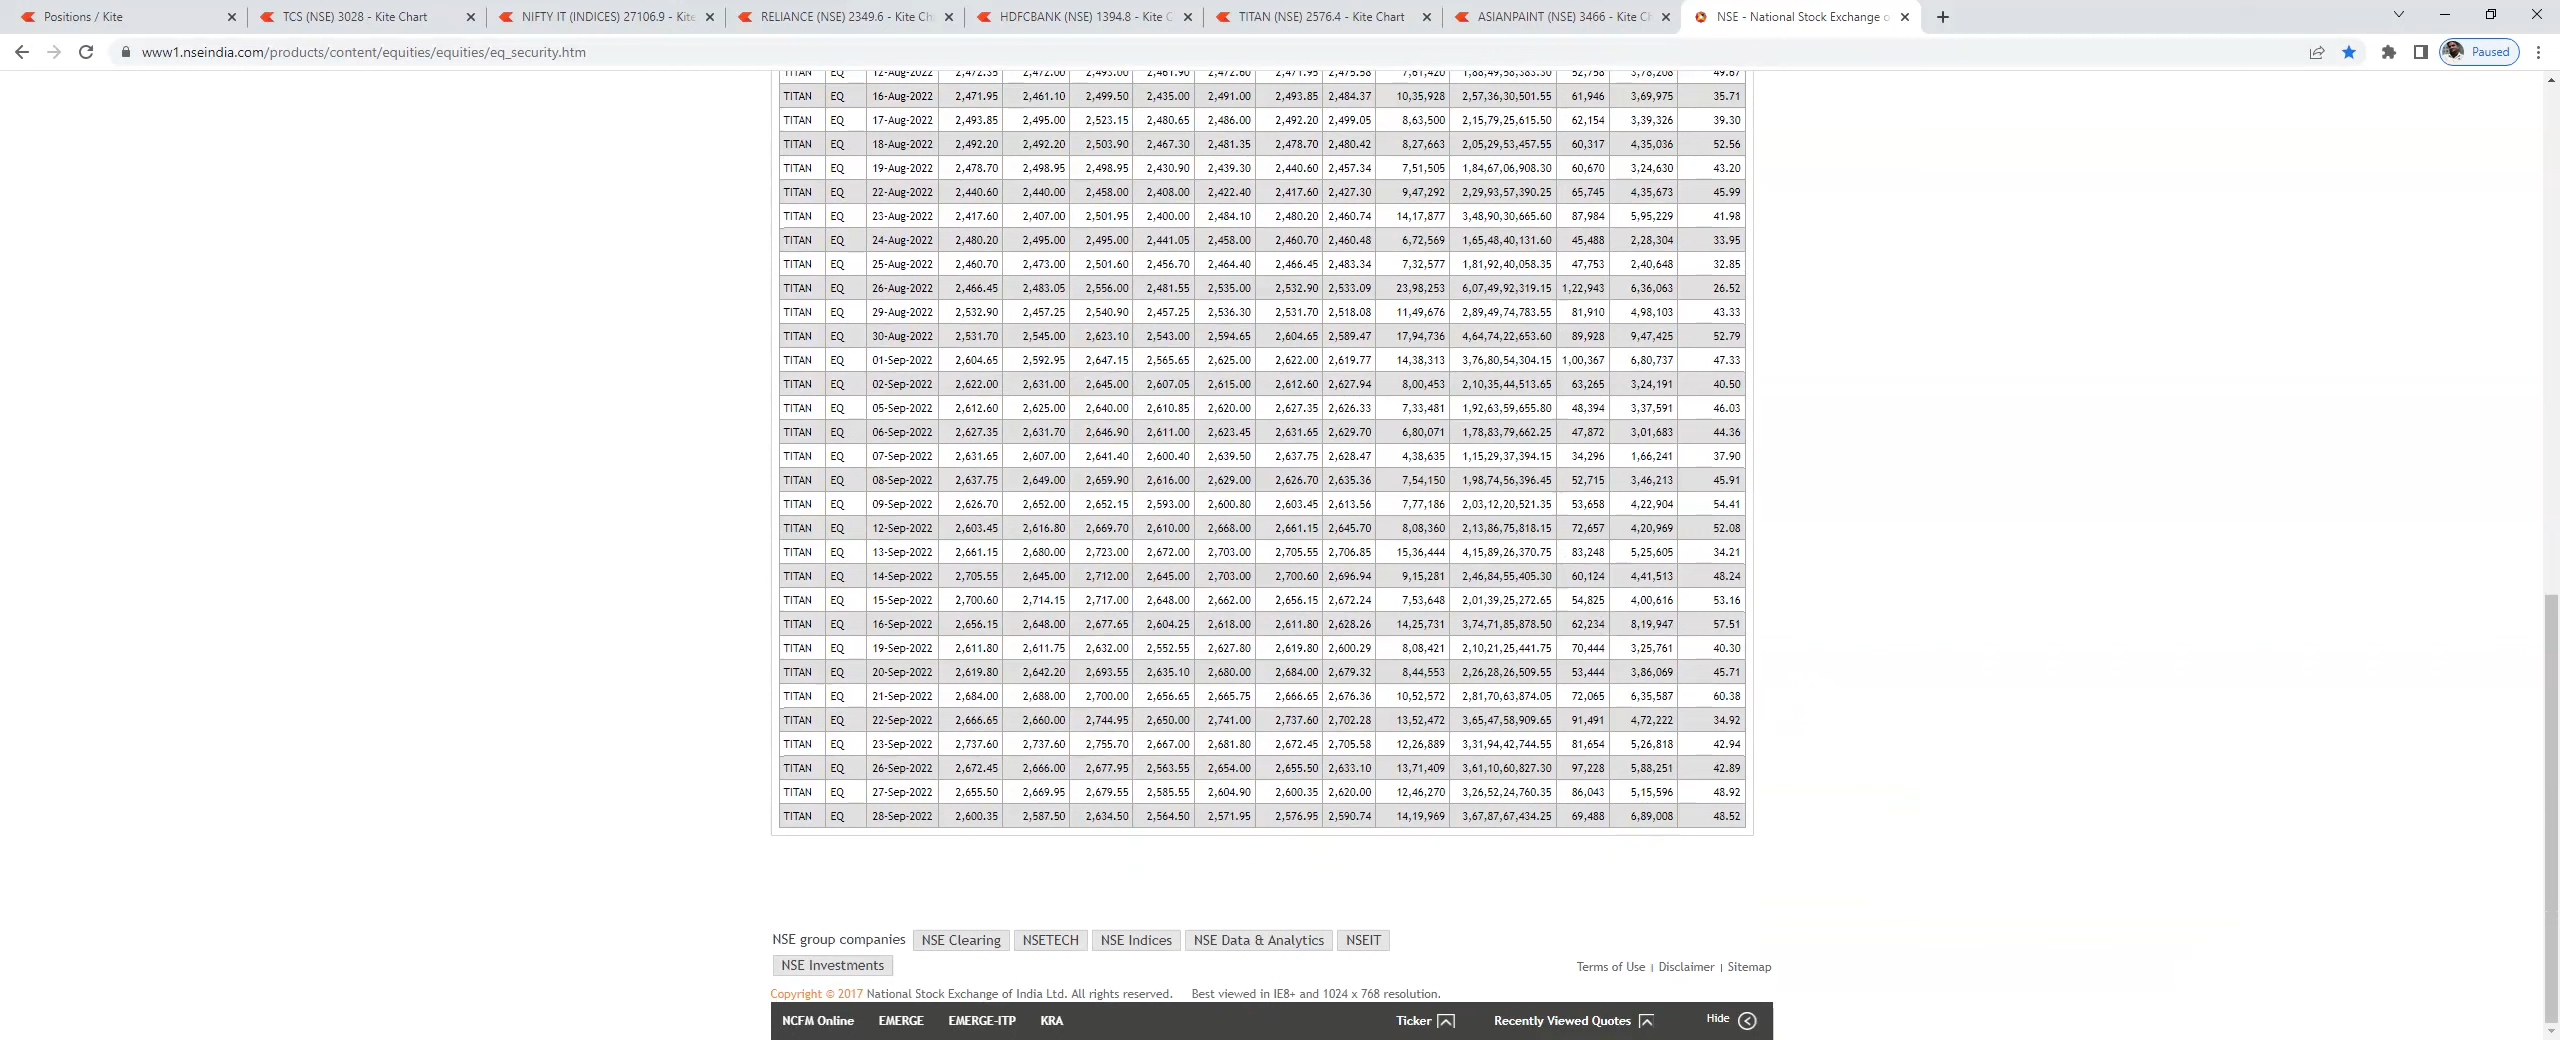 Positions / Kite
TCS (NSE) 3028 - Kite Chart
NIFTY IT (INDICES) 27106.9 - Kite
RELIANCE (NSE) 2349.6 - Kite Ch
HDFCBANK (NSE) 1394.8 - Kite C
TITAN (NSE) 2576.4 - Kite Chart
ASIANPAINT (NSE) 3466 - Kite Ch
NSE - National Stock Exchange o
www1.nseindia.com/products/content/equities/equities/eq_security.htm
Paused
TITAN EQ 12-Aug-2022 2,472.35 2,472.00 2,493.00 2,461.90 2,472.60 2,471.95 2,475.58 7,61,420 1,88,49,58,383.30 52,758 3,78,208 49.67
TITAN EQ 16-Aug-2022 2,471.95 2,461.10 2,499.50 2,435.00 2,491.00 2,493.85 2,484.37 10,35,928 2,57,36,30,501.55 61,946 3,69,975 35.71
TITAN EQ 17-Aug-2022 2,493.85 2,495.00 2,523.15 2,480.65 2,486.00 2,492.20 2,499.05 8,63,500 2,15,79,25,615.50 62,154 3,39,326 39.30
TITAN EQ 18-Aug-2022 2,492.20 2,492.20 2,503.90 2,467.30 2,481.35 2,478.70 2,480.42 8,27,663 2,05,29,53,457.55 60,317 4,35,036 52.56
TITAN EQ 19-Aug-2022 2,478.70 2,498.95 2,498.95 2,430.90 2,439.30 2,440.60 2,457.34 7,51,505 1,84,67,06,908.30 60,670 3,24,630 43.20
TITAN EQ 22-Aug-2022 2,440.60 2,440.00 2,458.00 2,408.00 2,422.40 2,417.60 2,427.30 9,47,292 2,29,93,57,390.25 65,745 4,35,673 45.99
TITAN EQ 23-Aug-2022 2,417.60 2,407.00 2,501.95 2,400.00 2,484.10 2,480.20 2,460.74 14,17,877 3,48,90,30,665.60 87,984 5,95,229 41.98
TITAN EQ 24-Aug-2022 2,480.20 2,495.00 2,495.00 2,441.05 2,458.00 2,460.70 2,460.48 6,72,569 1,65,48,40,131.60 45,488 2,28,304 33.95
TITAN EQ 25-Aug-2022 2,460.70 2,473.00 2,501.60 2,456.70 2,464.40 2,466.45 2,483.34 7,32,577 1,81,92,40,058.35 47,753 2,40,648 32.85
TITAN EQ 26-Aug-2022 2,466.45 2,483.05 2,556.00 2,481.55 2,535.00 2,532.90 2,533.09 23,98,253 6,07,49,92,319.15 1,22,943 6,36,063 26.52
TITAN EQ 29-Aug-2022 2,532.90 2,457.25 2,540.90 2,457.25 2,536.30 2,531.70 2,518.08 11,49,676 2,89,49,74,783.55 81,910 4,98,103 43.33
TITAN EQ 30-Aug-2022 2,531.70 2,545.00 2,623.10 2,543.00 2,594.65 2,604.65 2,589.47 17,94,736 4,64,74,22,653.60 89,928 9,47,425 52.79
TITAN EQ 01-Sep-2022 2,604.65 2,592.95 2,647.15 2,565.65 2,625.00 2,622.00 2,619.77 14,38,313 3,76,80,54,304.15 1,00,367 6,80,737 47.33
TITAN EQ 02-Sep-2022 2,622.00 2,631.00 2,645.00 2,607.05 2,615.00 2,612.60 2,627.94 8,00,453 2,10,35,44,513.65 63,265 3,24,191 40.50
TITAN EQ 05-Sep-2022 2,612.60 2,625.00 2,640.00 2,610.85 2,620.00 2,627.35 2,626.33 7,33,481 1,92,63,59,655.80 48,394 3,37,591 46.03
TITAN EQ 06-Sep-2022 2,627.35 2,631.70 2,646.90 2,611.00 2,623.45 2,631.65 2,629.70 6,80,071 1,78,83,79,662.25 47,872 3,01,683 44.36
TITAN EQ 07-Sep-2022 2,631.65 2,607.00 2,641.40 2,600.40 2,639.50 2,637.75 2,628.47 4,38,635 1,15,29,37,394.15 34,296 1,66,241 37.90
TITAN EQ 08-Sep-2022 2,637.75 2,649.00 2,659.90 2,616.00 2,629.00 2,626.70 2,635.36 7,54,150 1,98,74,56,396.45 52,715 3,46,213 45.91
TITAN EQ 09-Sep-2022 2,626.70 2,652.00 2,652.15 2,593.00 2,600.80 2,603.45 2,613.56 7,77,186 2,03,12,20,521.35 53,658 4,22,904 54.41
TITAN EQ 12-Sep-2022 2,603.45 2,616.80 2,669.70 2,610.00 2,668.00 2,661.15 2,645.70 8,08,360 2,13,86,75,818.15 72,657 4,20,969 52.08
TITAN EQ 13-Sep-2022 2,661.15 2,680.00 2,723.00 2,672.00 2,703.00 2,705.55 2,706.85 15,36,444 4,15,89,26,370.75 83,248 5,25,605 34.21
TITAN EQ 14-Sep-2022 2,705.55 2,645.00 2,712.00 2,645.00 2,703.00 2,700.60 2,696.94 9,15,281 2,46,84,55,405.30 60,124 4,41,513 48.24
TITAN EQ 15-Sep-2022 2,700.60 2,714.15 2,717.00 2,648.00 2,662.00 2,656.15 2,672.24 7,53,648 2,01,39,25,272.65 54,825 4,00,616 53.16
TITAN EQ 16-Sep-2022 2,656.15 2,648.00 2,677.65 2,604.25 2,618.00 2,611.80 2,628.26 14,25,731 3,74,71,85,878.50 62,234 8,19,947 57.51
TITAN EQ 19-Sep-2022 2,611.80 2,611.75 2,632.00 2,552.55 2,627.80 2,619.80 2,600.29 8,08,421 2,10,21,25,441.75 70,444 3,25,761 40.30
TITAN EQ 20-Sep-2022 2,619.80 2,642.20 2,693.55 2,635.10 2,680.00 2,684.00 2,679.32 8,44,553 2,26,28,26,509.55 53,444 3,86,069 45.71
TITAN EQ 21-Sep-2022 2,684.00 2,688.00 2,700.00 2,656.65 2,665.75 2,666.65 2,676.36 10,52,572 2,81,70,63,874.05 72,065 6,35,587 60.38
TITAN EQ 22-Sep-2022 2,666.65 2,660.00 2,744.95 2,650.00 2,741.00 2,737.60 2,702.28 13,52,472 3,65,47,58,909.65 91,491 4,72,222 34.92
TITAN EQ 23-Sep-2022 2,737.60 2,737.60 2,755.70 2,667.00 2,681.80 2,672.45 2,705.58 12,26,889 3,31,94,42,744.55 81,654 5,26,818 42.94
TITAN EQ 26-Sep-2022 2,672.45 2,666.00 2,677.95 2,563.55 2,654.00 2,655.50 2,633.10 13,71,409 3,61,10,60,827.30 97,228 5,88,251 42.89
TITAN EQ 27-Sep-2022 2,655.50 2,669.95 2,679.55 2,585.55 2,604.90 2,600.35 2,620.00 12,46,270 3,26,52,24,760.35 86,043 5,15,596 48.92
TITAN EQ 28-Sep-2022 2,600.35 2,587.50 2,634.50 2,564.50 2,571.95 2,576.95 2,590.74 14,19,969 3,67,87,67,434.25 69,488 6,89,008 48.52
NSE group companies NSE Clearing NSETECH NSE Indices NSE Data & Analytics NSEIT
NSE Investments
Terms of Use | Disclaimer | Sitemap
Copyright © 2017 National Stock Exchange of India Ltd. All rights reserved. Best viewed in IE8+ and 1024 x 768 resolution.
NCFM Online EMERGE EMERGE-ITP KRA Ticker Recently Viewed Quotes Hide